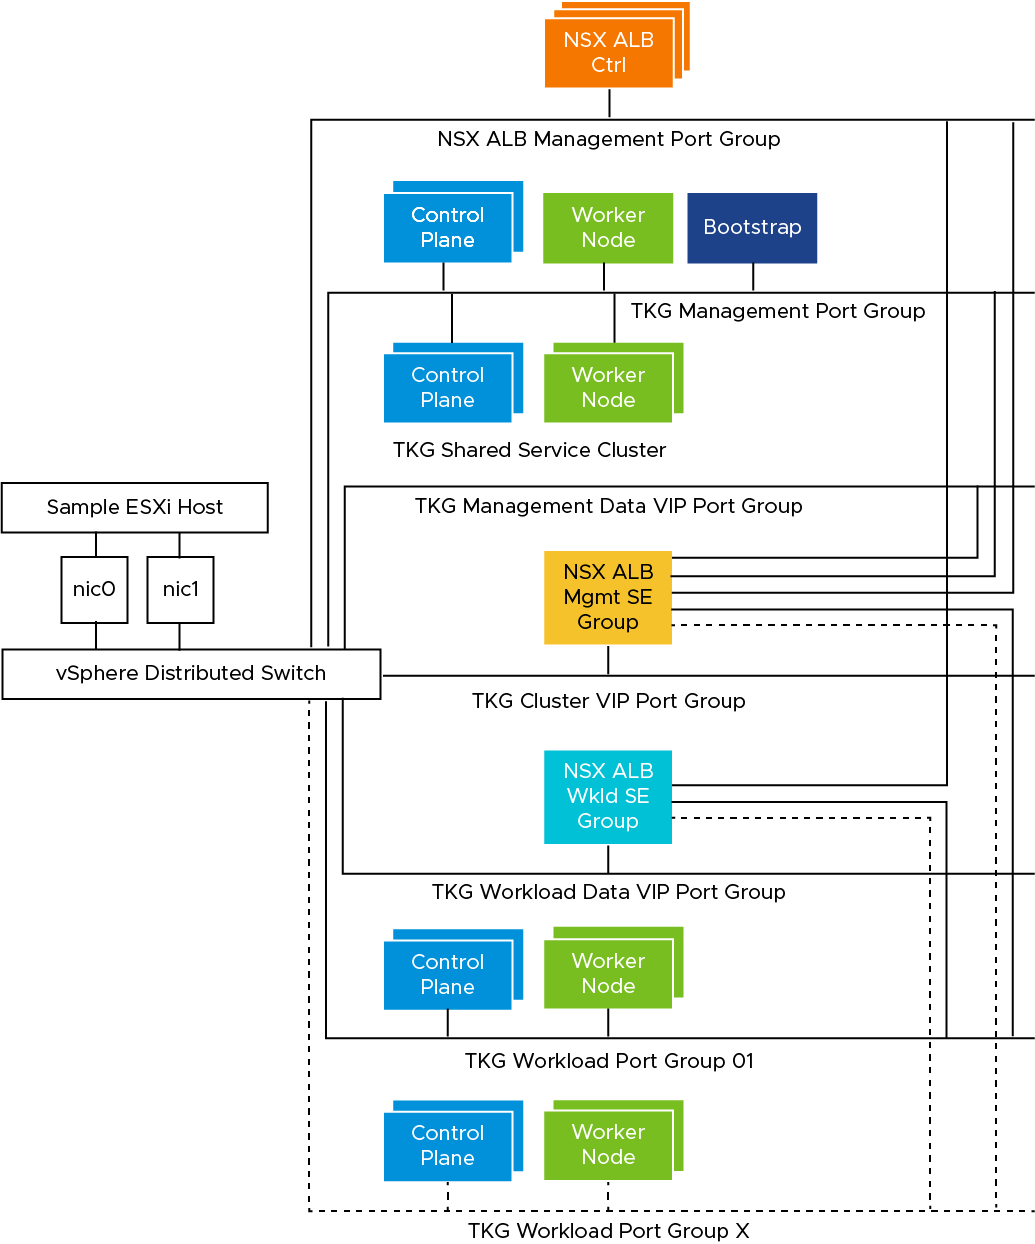 NSX ALB
Ctrl
NSX ALB Management Port Group
Control
Plane
Worker
Node
Bootstrap
TKG Management Port Group
Control
Plane
Worker
Node
TKG Shared Service Cluster
Sample ESXi Host
nic0
nic1
vSphere Distributed Switch
TKG Management Data VIP Port Group
NSX ALB
Mgmt SE
Group
TKG Cluster VIP Port Group
NSX ALB
Wkld SE
Group
TKG Workload Data VIP Port Group
Control
Plane
Worker
Node
TKG Workload Port Group 01
Control
Plane
Worker
Node
TKG Workload Port Group X